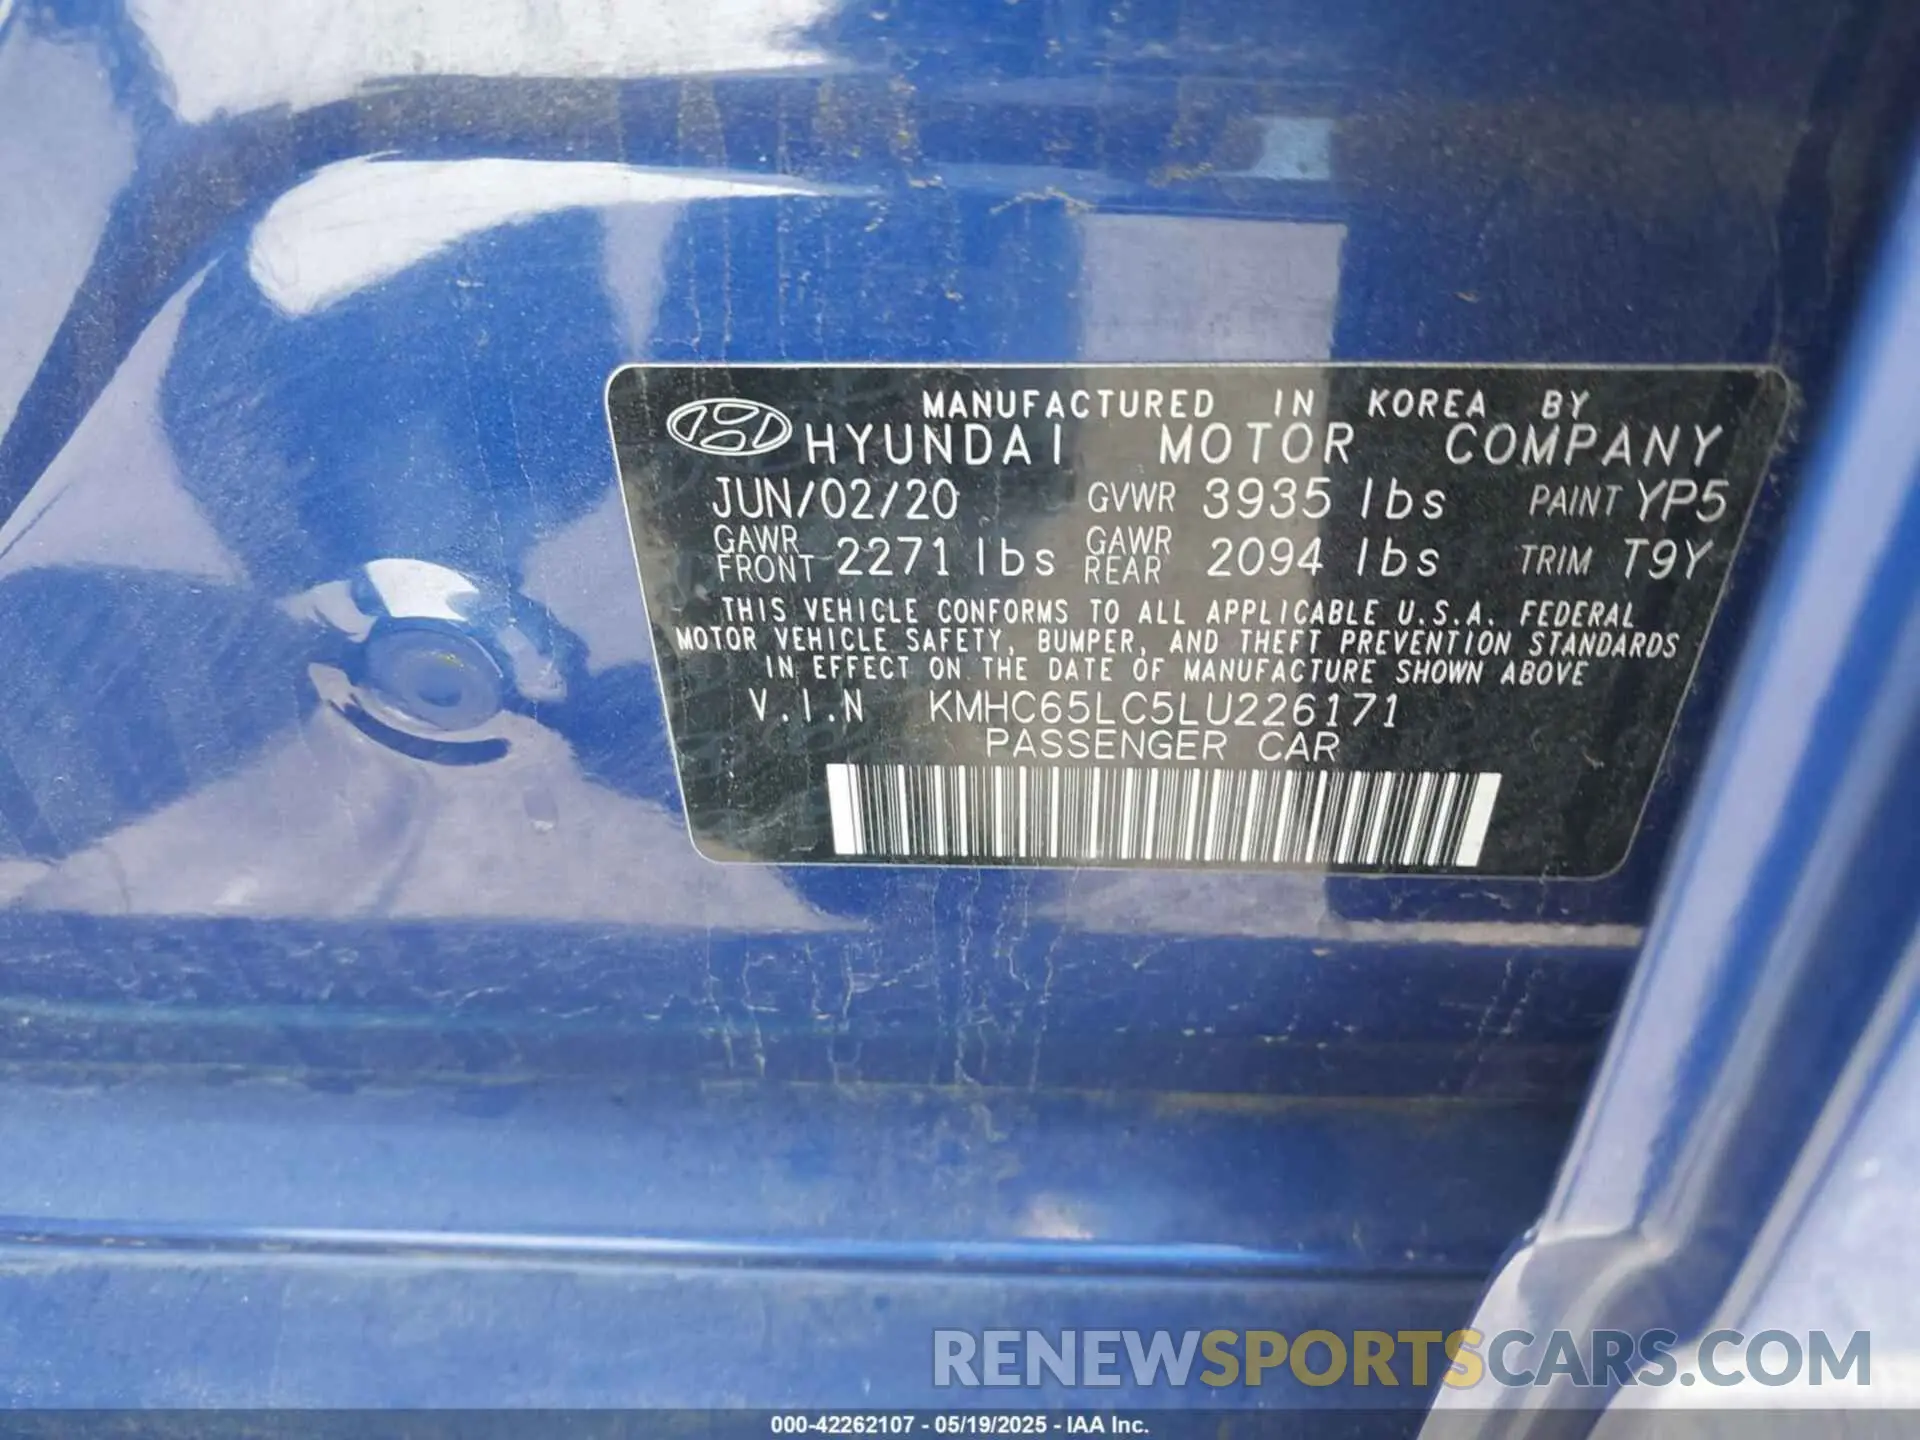 MANUFACTURED IN KOREA BY
HYUNDAI MOTOR COMPANY
JUN/02/20 GVWR 3935 lbs PAINT YP5
GAWR FRONT 2271 lbs GAWR REAR 2094 lbs TRIM T9Y
THIS VEHICLE CONFORMS TO ALL APPLICABLE U.S.A. FEDERAL
MOTOR VEHICLE SAFETY, BUMPER, AND THEFT PREVENTION STANDARDS
IN EFFECT ON THE DATE OF MANUFACTURE SHOWN ABOVE
V.I.N KMHC65LC5LU226171
PASSENGER CAR
RENEWSPORTSCARS.COM
000-42262107 - 05/19/2025 - IAA Inc.